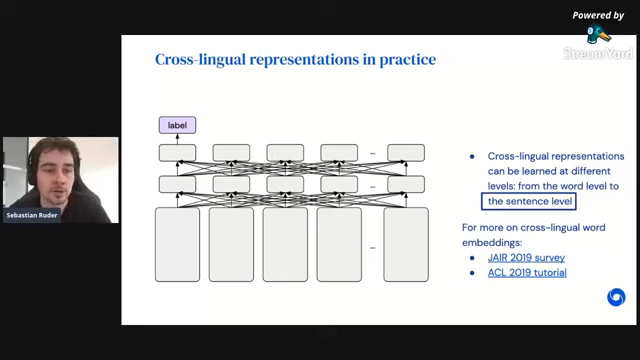 Powered by
StreamYard
Cross-lingual representations in practice
label
...
...
...
Cross-lingual representations
can be learned at different
levels: from the word level to
the sentence level
For more on cross-lingual word
embeddings:
JAIR 2019 survey
ACL 2019 tutorial
Sebastian Ruder